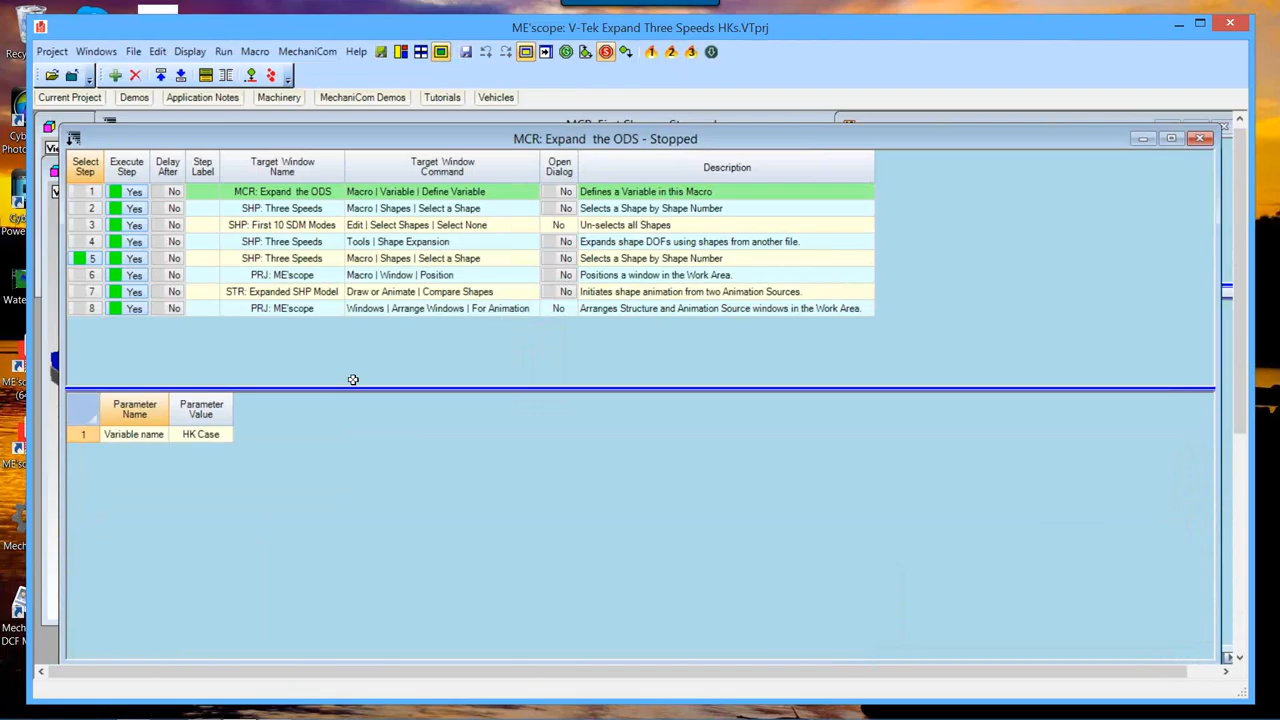 ME'scope: V-Tek Expand Three Speeds HKs.VTprj
Project Windows File Edit Display Run Macro MechaniCom Help
Current Project Demos Application Notes Machinery MechaniCom Demos Tutorials Vehicles
MCR: Expand the ODS - Stopped
Select Step Execute Step Delay After Step Label Target Window Name Target Window Command Open Dialog Description
1 Yes No MCR: Expand the ODS Macro | Variable | Define Variable No Defines a Variable in this Macro
2 Yes No SHP: Three Speeds Macro | Shapes | Select a Shape No Selects a Shape by Shape Number
3 Yes No SHP: First 10 SDM Modes Edit | Select Shapes | Select None No Un-selects all Shapes
4 Yes No SHP: Three Speeds Tools | Shape Expansion No Expands shape DOFs using shapes from another file.
5 Yes No SHP: Three Speeds Macro | Shapes | Select a Shape No Selects a Shape by Shape Number
6 Yes No PRJ: ME'scope Macro | Window | Position No Positions a window in the Work Area.
7 Yes No STR: Expanded SHP Model Draw or Animate | Compare Shapes No Initiates shape animation from two Animation Sources.
8 Yes No PRJ: ME'scope Windows | Arrange Windows | For Animation No Arranges Structure and Animation Source windows in the Work Area.
Parameter Name Parameter Value
1 Variable name HK Case